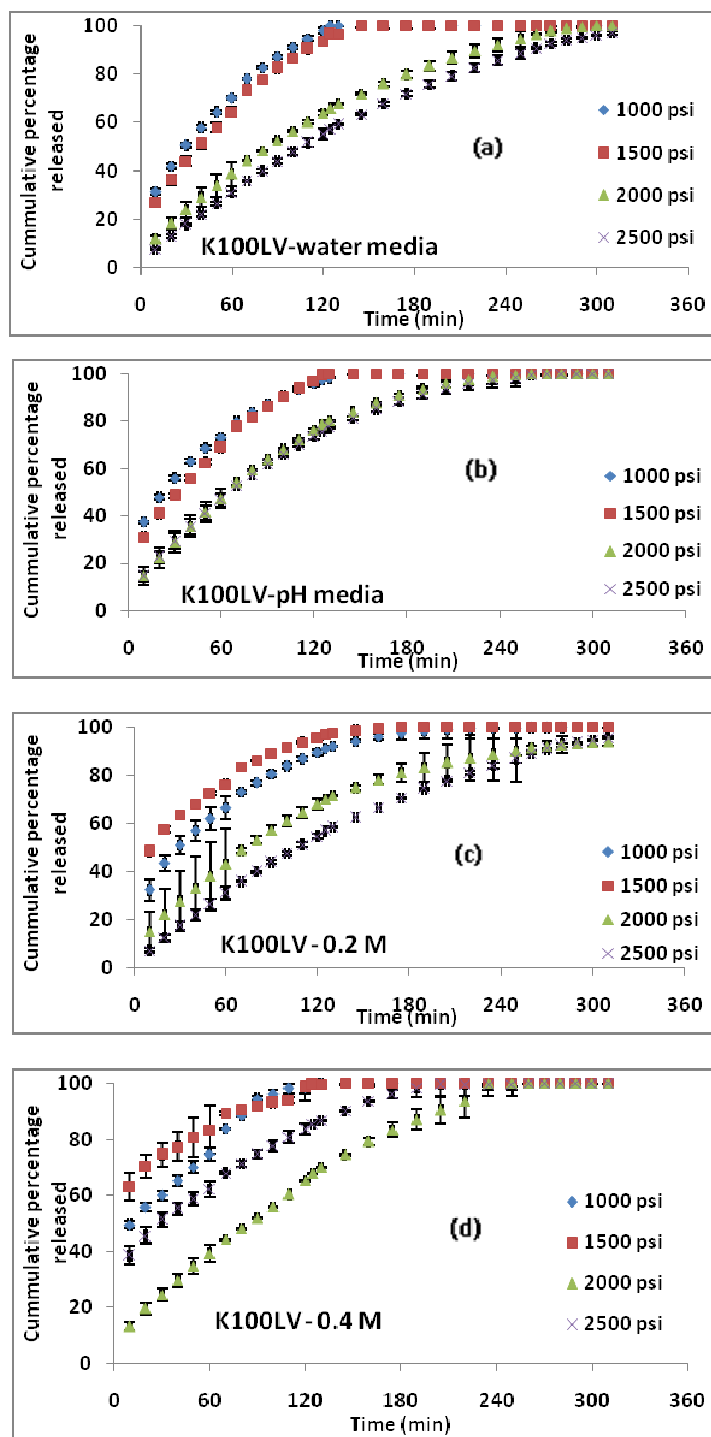 Cummulative percentage
released
100
80
60
40
20
0
(a)
1000 psi
1500 psi
2000 psi
2500 psi
K100LV-water media
0 60 120 180 240 300 360
Time (min)
Cummulative percentage
released
100
80
60
40
20
0
(b)
1000 psi
1500 psi
2000 psi
2500 psi
K100LV-pH media
0 60 120 180 240 300 360
Time (min)
Cummulative percentage
released
100
80
60
40
20
0
(c)
1000 psi
1500 psi
2000 psi
2500 psi
K100LV - 0.2 M
0 60 120 180 240 300 360
Time (min)
Cummulative percentage
released
100
80
60
40
20
0
(d)
1000 psi
1500 psi
2000 psi
2500 psi
K100LV - 0.4 M
0 60 120 180 240 300 360
Time (min)